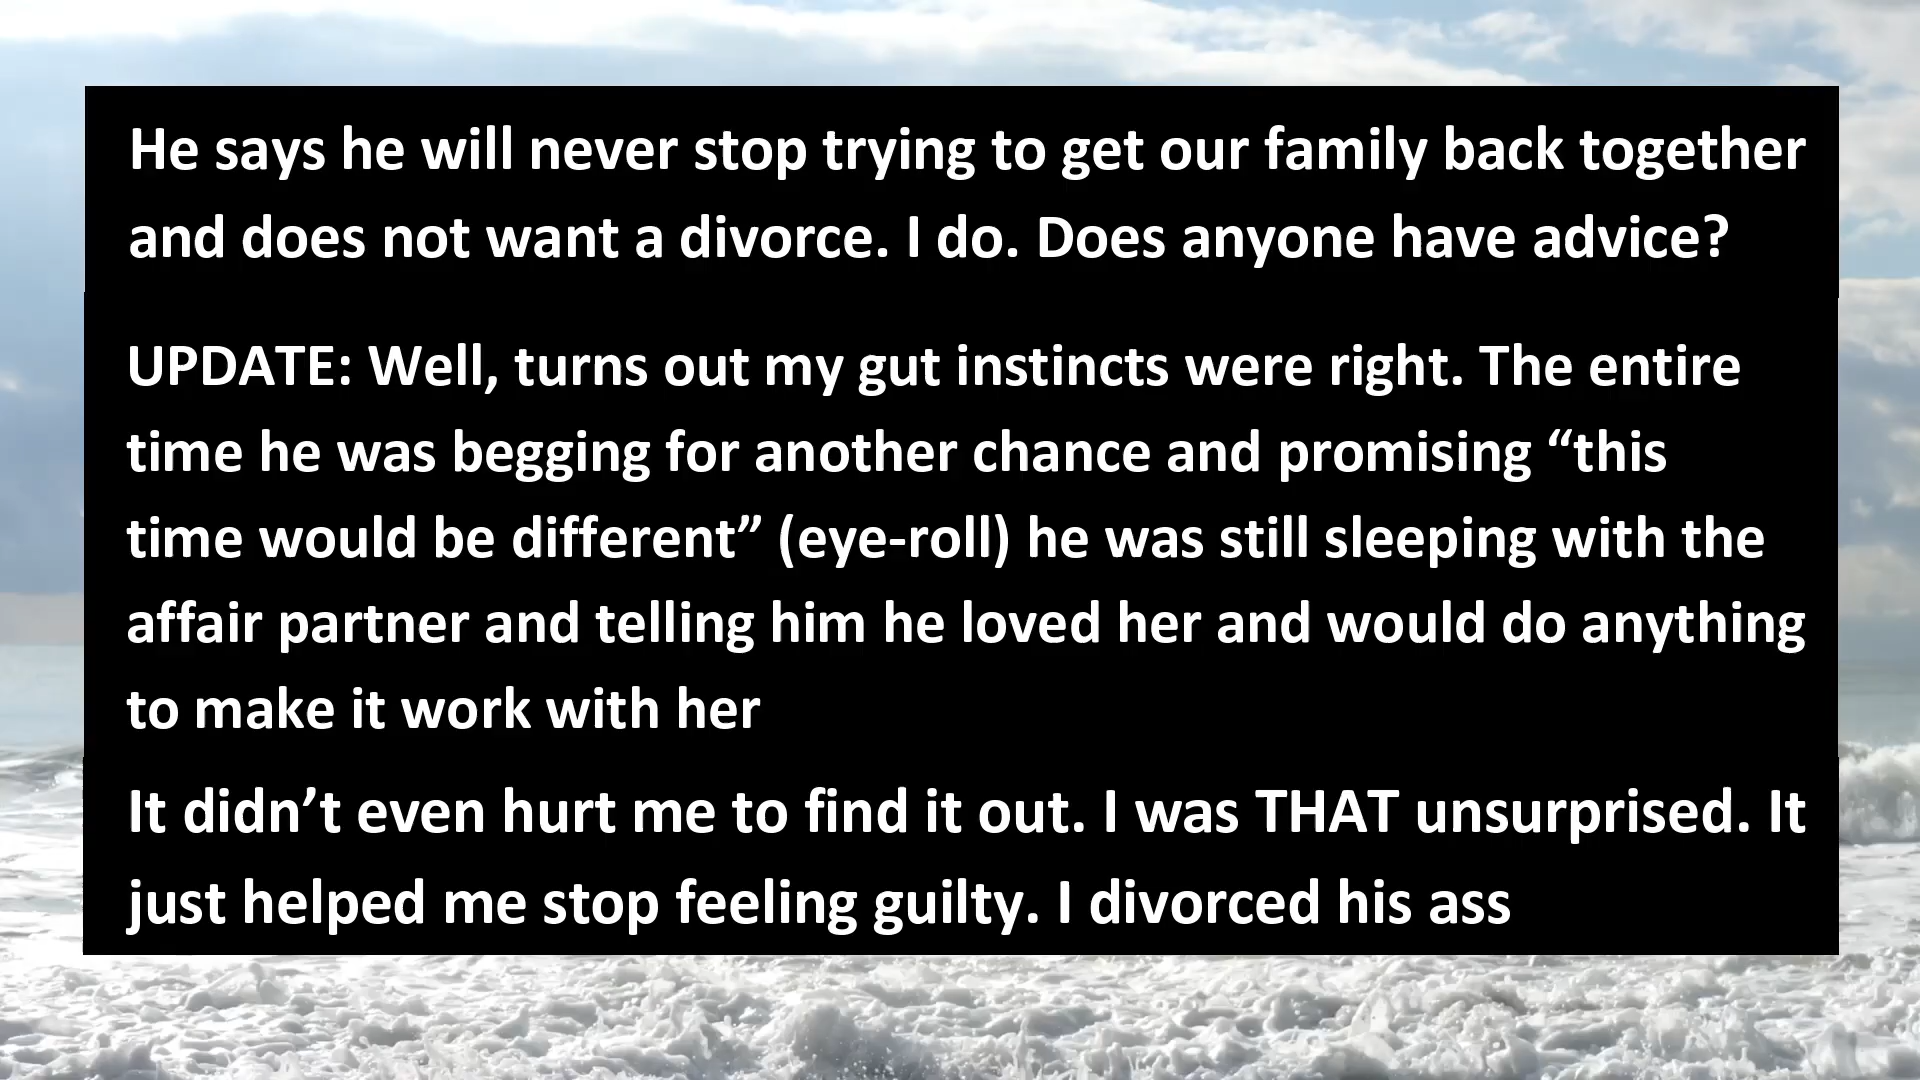 He says he will never stop trying to get our family back together
and does not want a divorce. I do. Does anyone have advice?
UPDATE: Well, turns out my gut instincts were right. The entire
time he was begging for another chance and promising “this
time would be different” (eye-roll) he was still sleeping with the
affair partner and telling him he loved her and would do anything
to make it work with her
It didn’t even hurt me to find it out. I was THAT unsurprised. It
just helped me stop feeling guilty. I divorced his ass